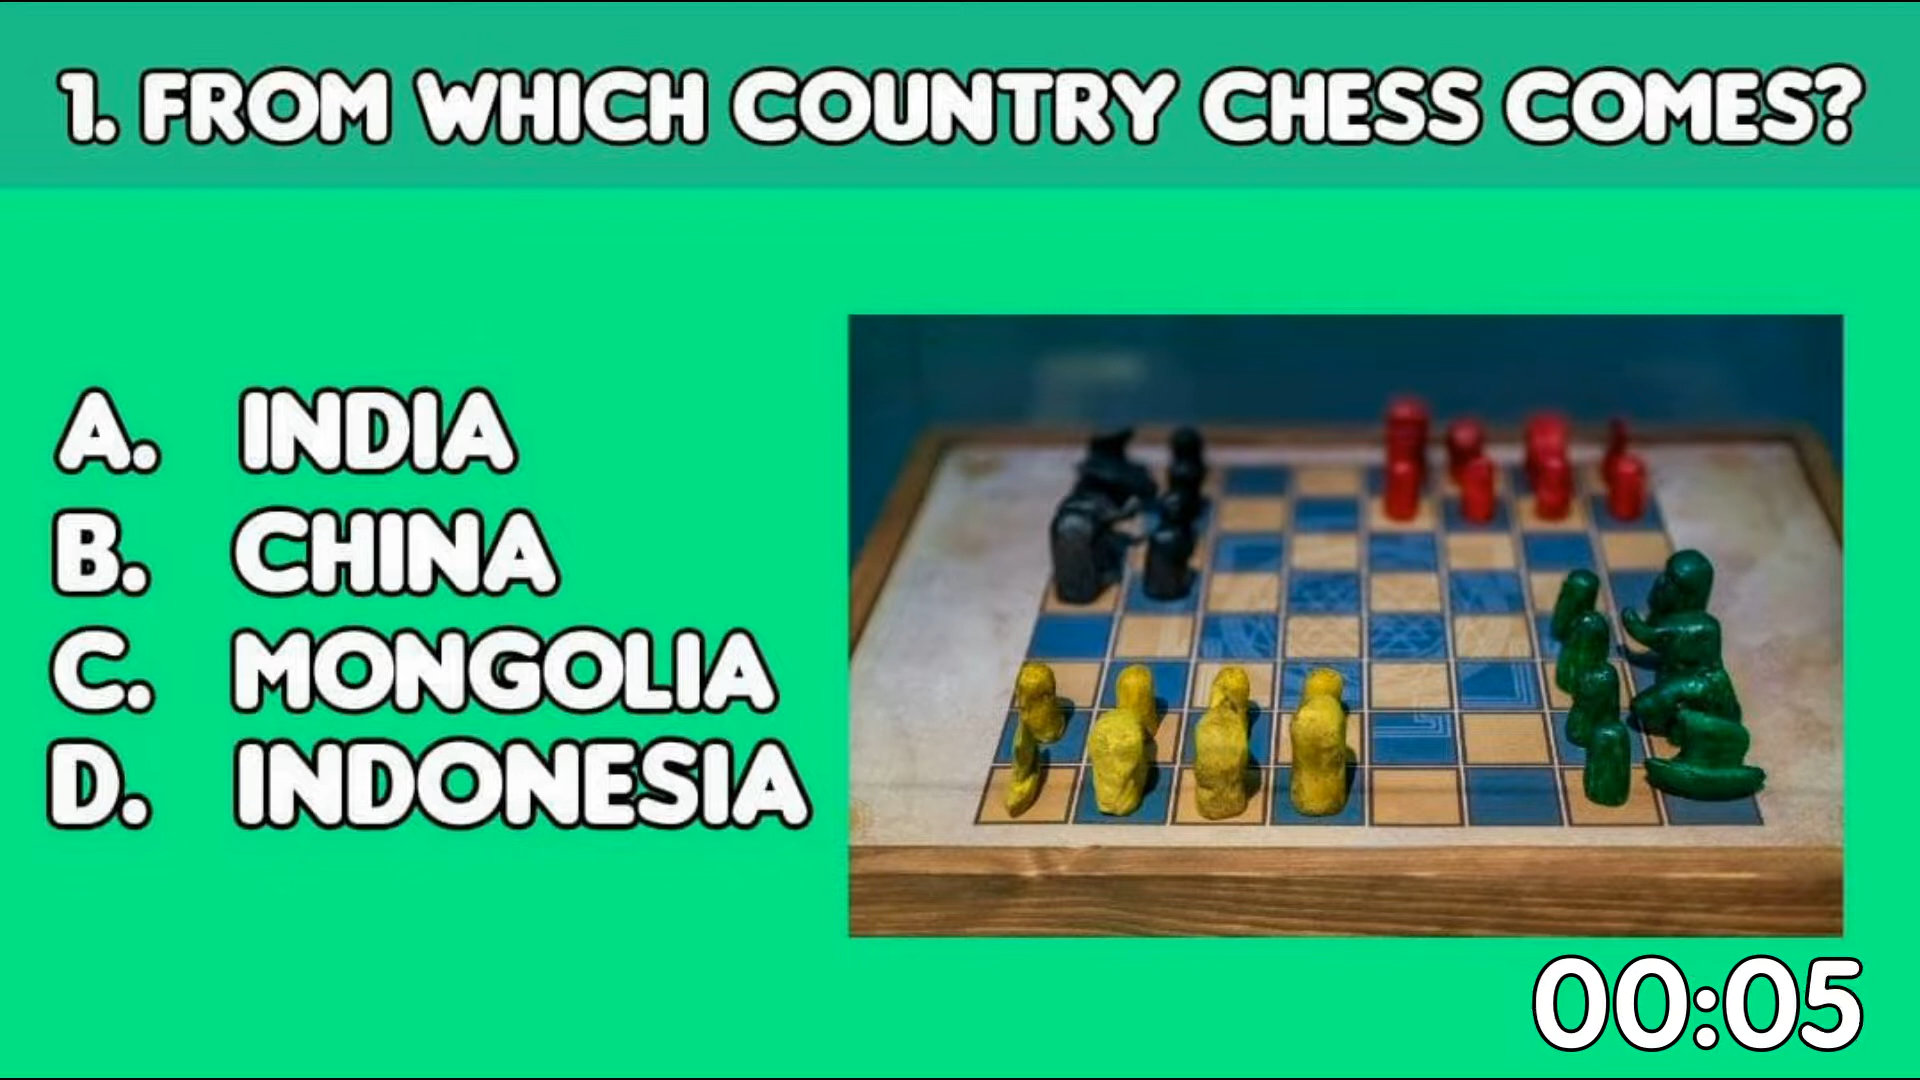 1. FROM WHICH COUNTRY CHESS COMES?
A. INDIA
B. CHINA
C. MONGOLIA
D. INDONESIA
00:05